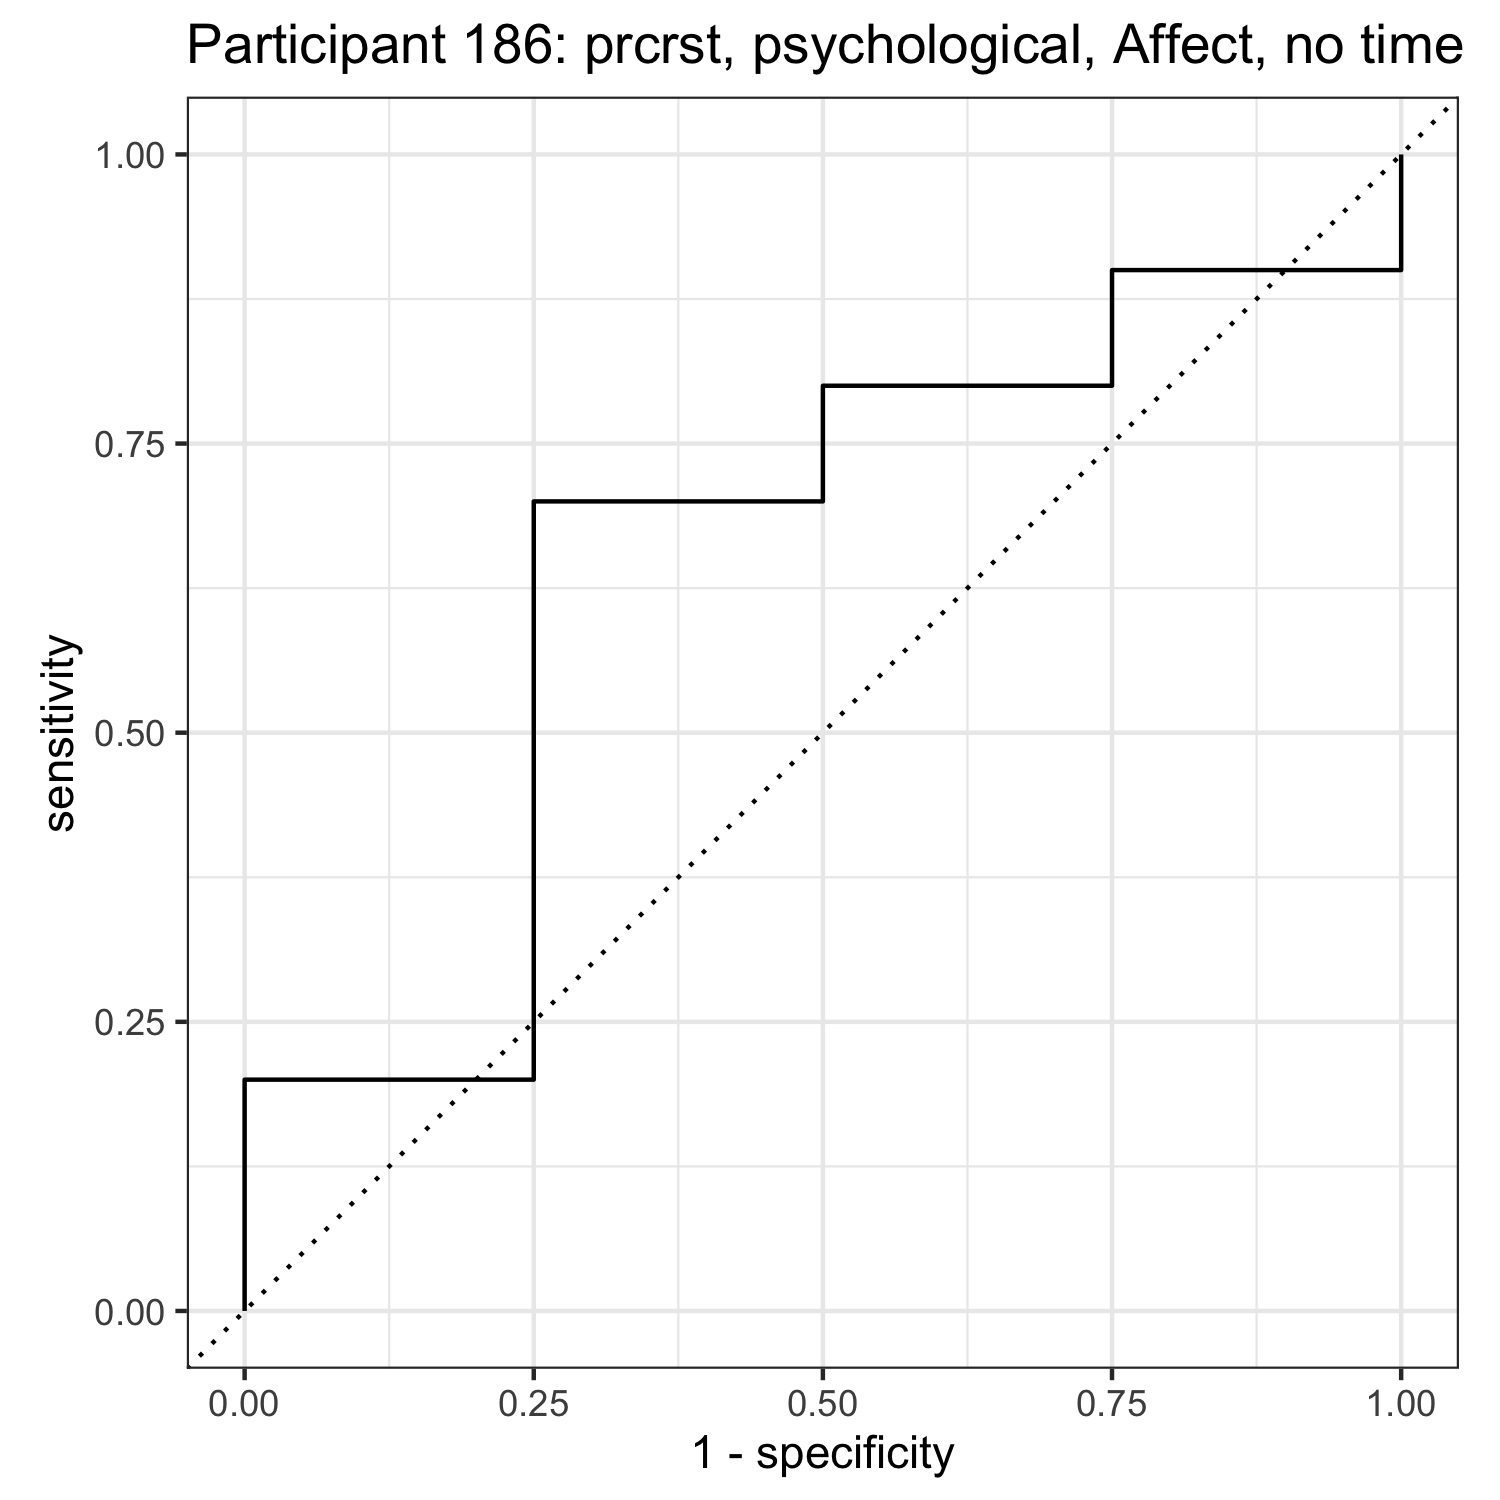 Participant 186: prcrst, psychological, Affect, no time
sensitivity
1.00
0.75
0.50
0.25
0.00
0.00 0.25 0.50 0.75 1.00
1 - specificity